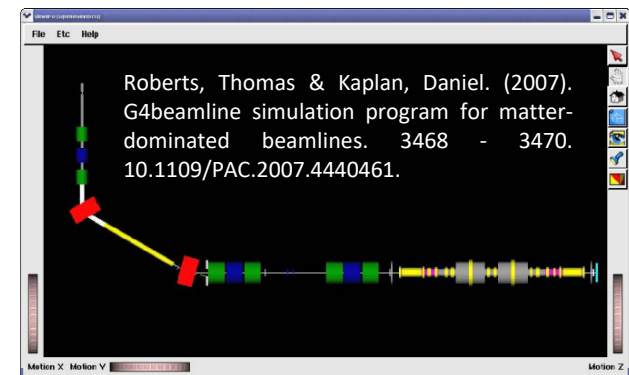 File Etc Help
Roberts, Thomas & Kaplan, Daniel. (2007).
G4beamline simulation program for matter-
dominated beamlines. 3468 - 3470.
10.1109/PAC.2007.4440461.
Motion X Motion Y Motion Z